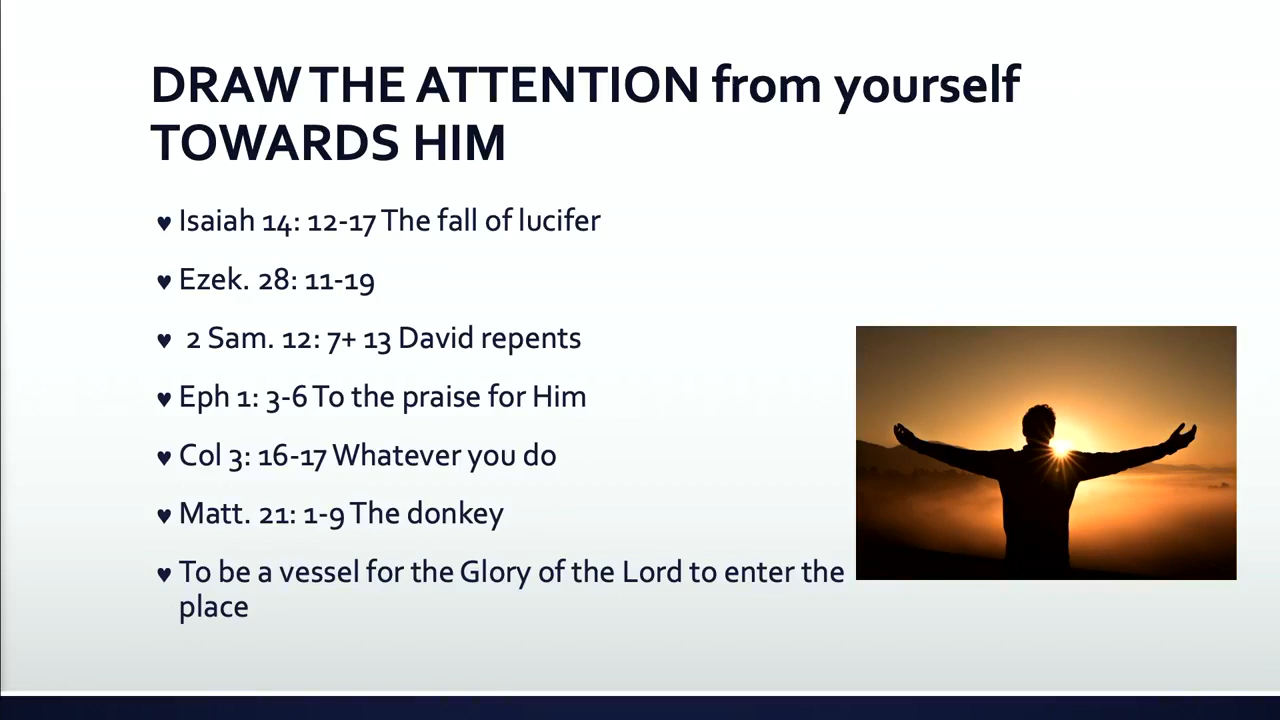 DRAW THE ATTENTION from yourself
TOWARDS HIM
♥ Isaiah 14: 12-17 The fall of lucifer
♥ Ezek. 28: 11-19
♥ 2 Sam. 12: 7+ 13 David repents
♥ Eph 1: 3-6 To the praise for Him
♥ Col 3: 16-17 Whatever you do
♥ Matt. 21: 1-9 The donkey
♥ To be a vessel for the Glory of the Lord to enter the
place